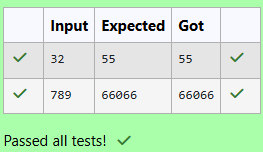 Input Expected Got
32 55 55
789 66066 66066
Passed all tests!